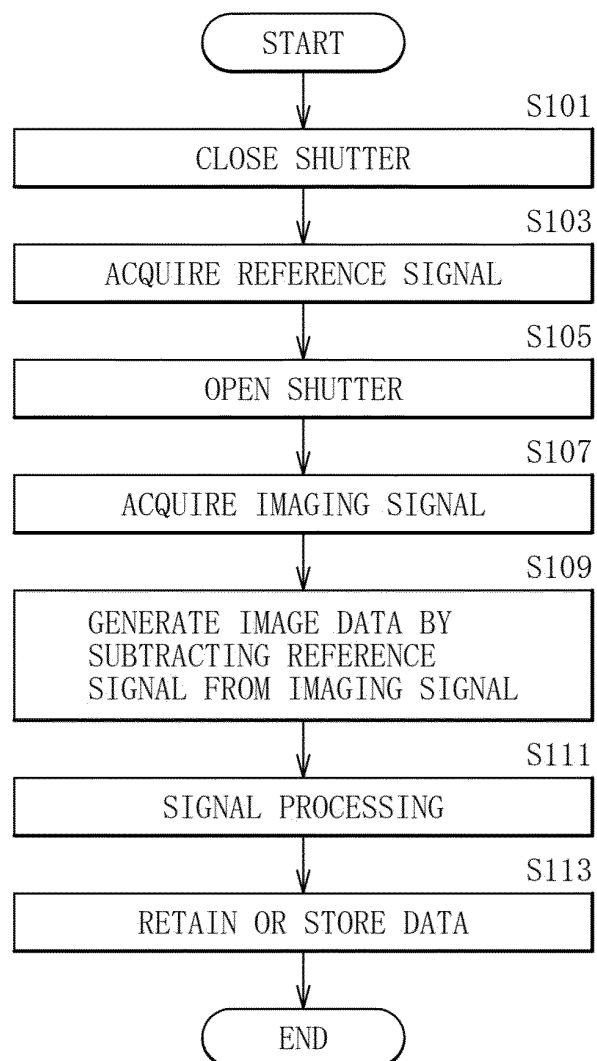 START
S101
CLOSE SHUTTER
S103
ACQUIRE REFERENCE SIGNAL
S105
OPEN SHUTTER
S107
ACQUIRE IMAGING SIGNAL
S109
GENERATE IMAGE DATA BY
SUBTRACTING REFERENCE
SIGNAL FROM IMAGING SIGNAL
S111
SIGNAL PROCESSING
S113
RETAIN OR STORE DATA
END